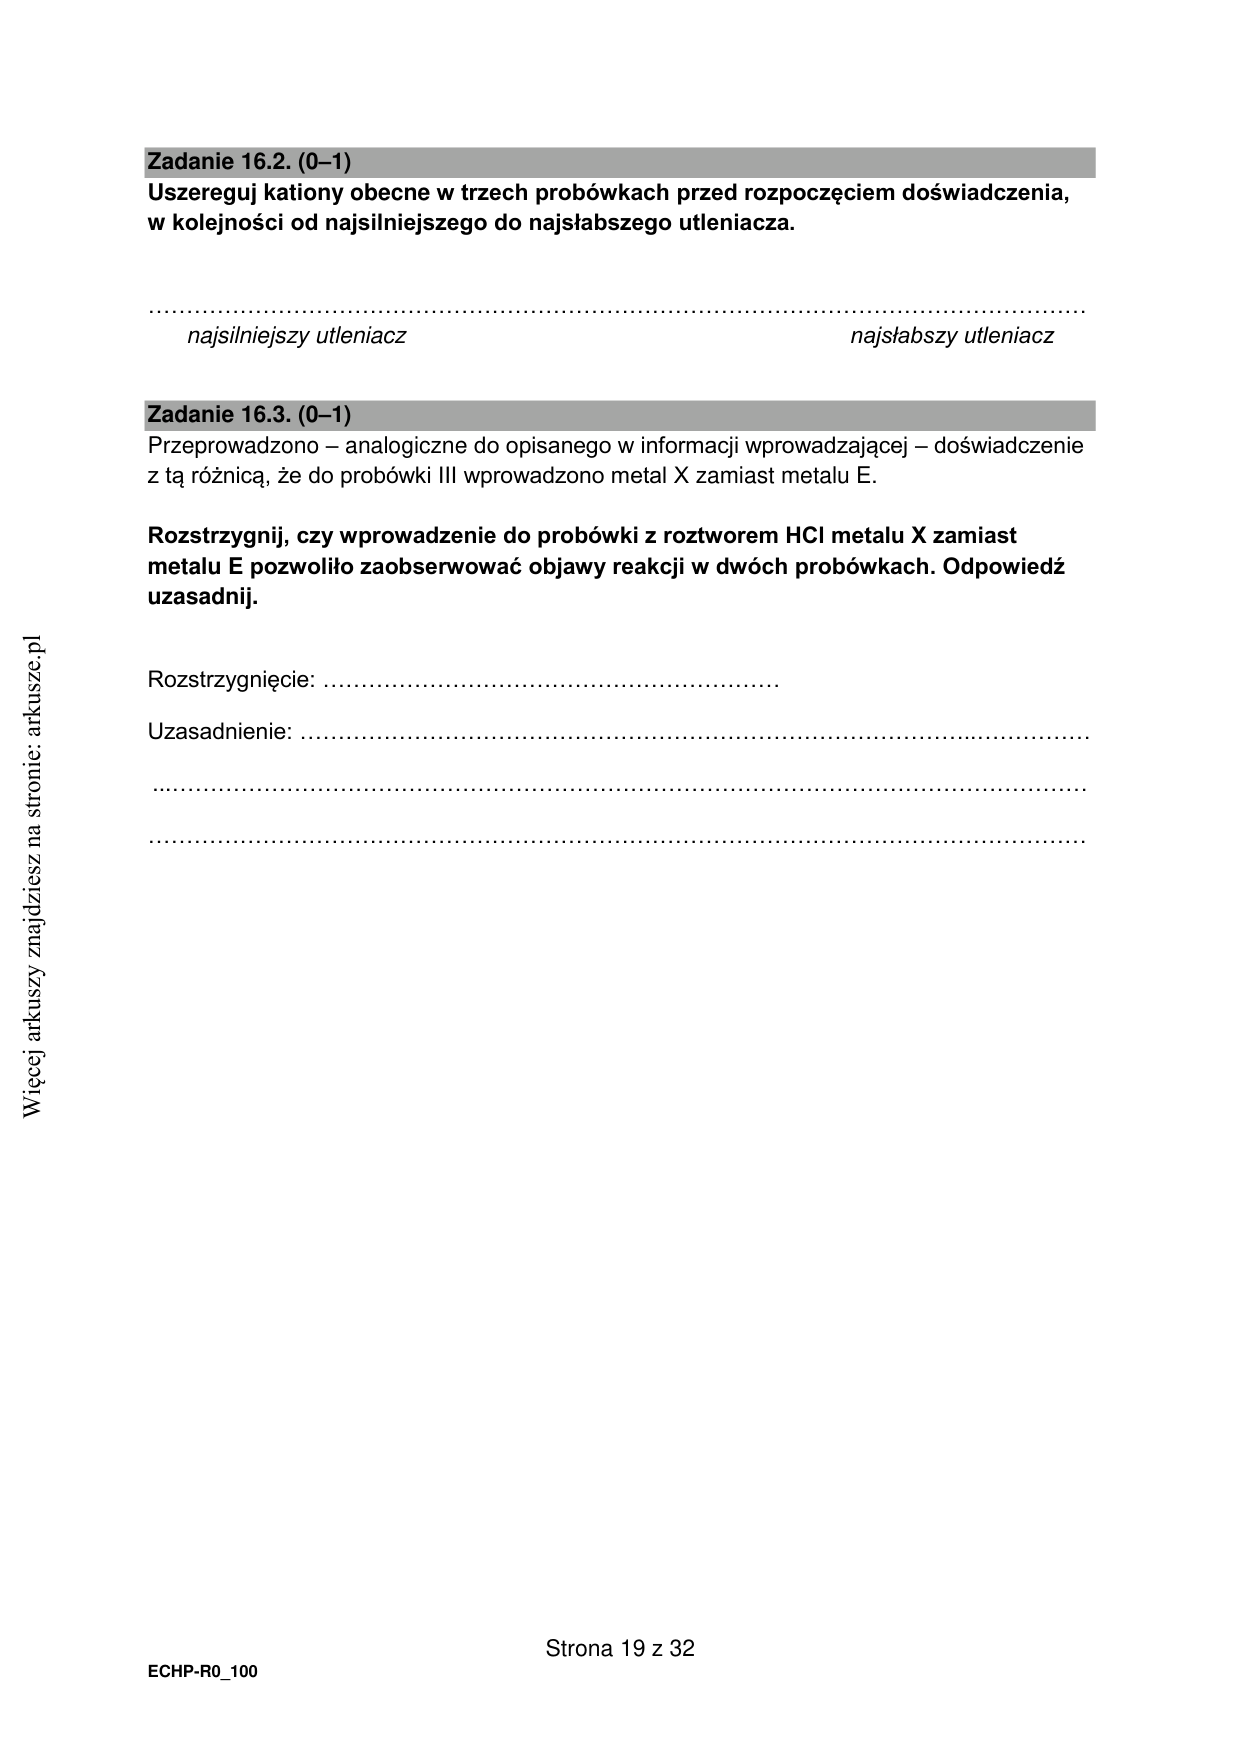 Zadanie 16.2. (0–1)
Uszereguj kationy obecne w trzech probówkach przed rozpoczęciem doświadczenia,
w kolejności od najsilniejszego do najsłabszego utleniacza.
……………………………………………………………………………………………………………
najsilniejszy utleniacz najsłabszy utleniacz
Zadanie 16.3. (0–1)
Przeprowadzono – analogiczne do opisanego w informacji wprowadzającej – doświadczenie
z tą różnicą, że do probówki III wprowadzono metal X zamiast metalu E.
Rozstrzygnij, czy wprowadzenie do probówki z roztworem HCl metalu X zamiast
metalu E pozwoliło zaobserwować objawy reakcji w dwóch probówkach. Odpowiedź
uzasadnij.
Rozstrzygnięcie: ……………………………………………………
Uzasadnienie: ……………………………………………………………………………..……………
...…………………………………………………………………………………………………………
……………………………………………………………………………………………………………
Więcej arkuszy znajdziesz na stronie: arkusze.pl
Strona 19 z 32
ECHP-R0_100